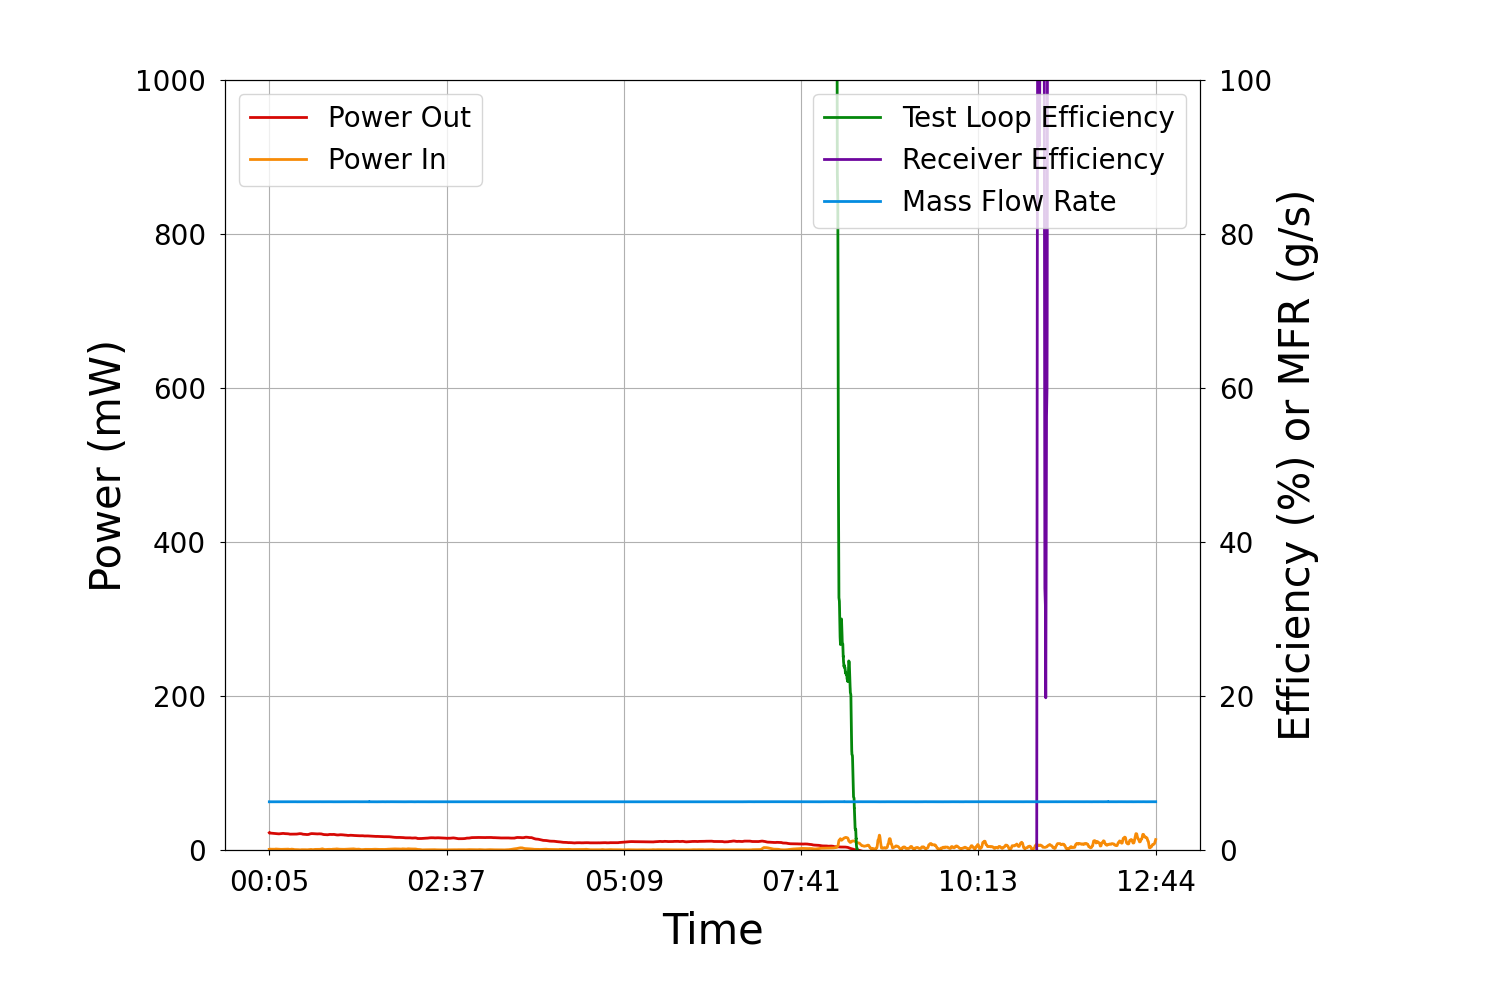 1000
800
600
400
200
0
Power (mW)
Power Out
Power In
Test Loop Efficiency
Receiver Efficiency
Mass Flow Rate
100
80
60
40
20
0
Efficiency (%) or MFR (g/s)
00:05 02:37 05:09 07:41 10:13 12:44
Time